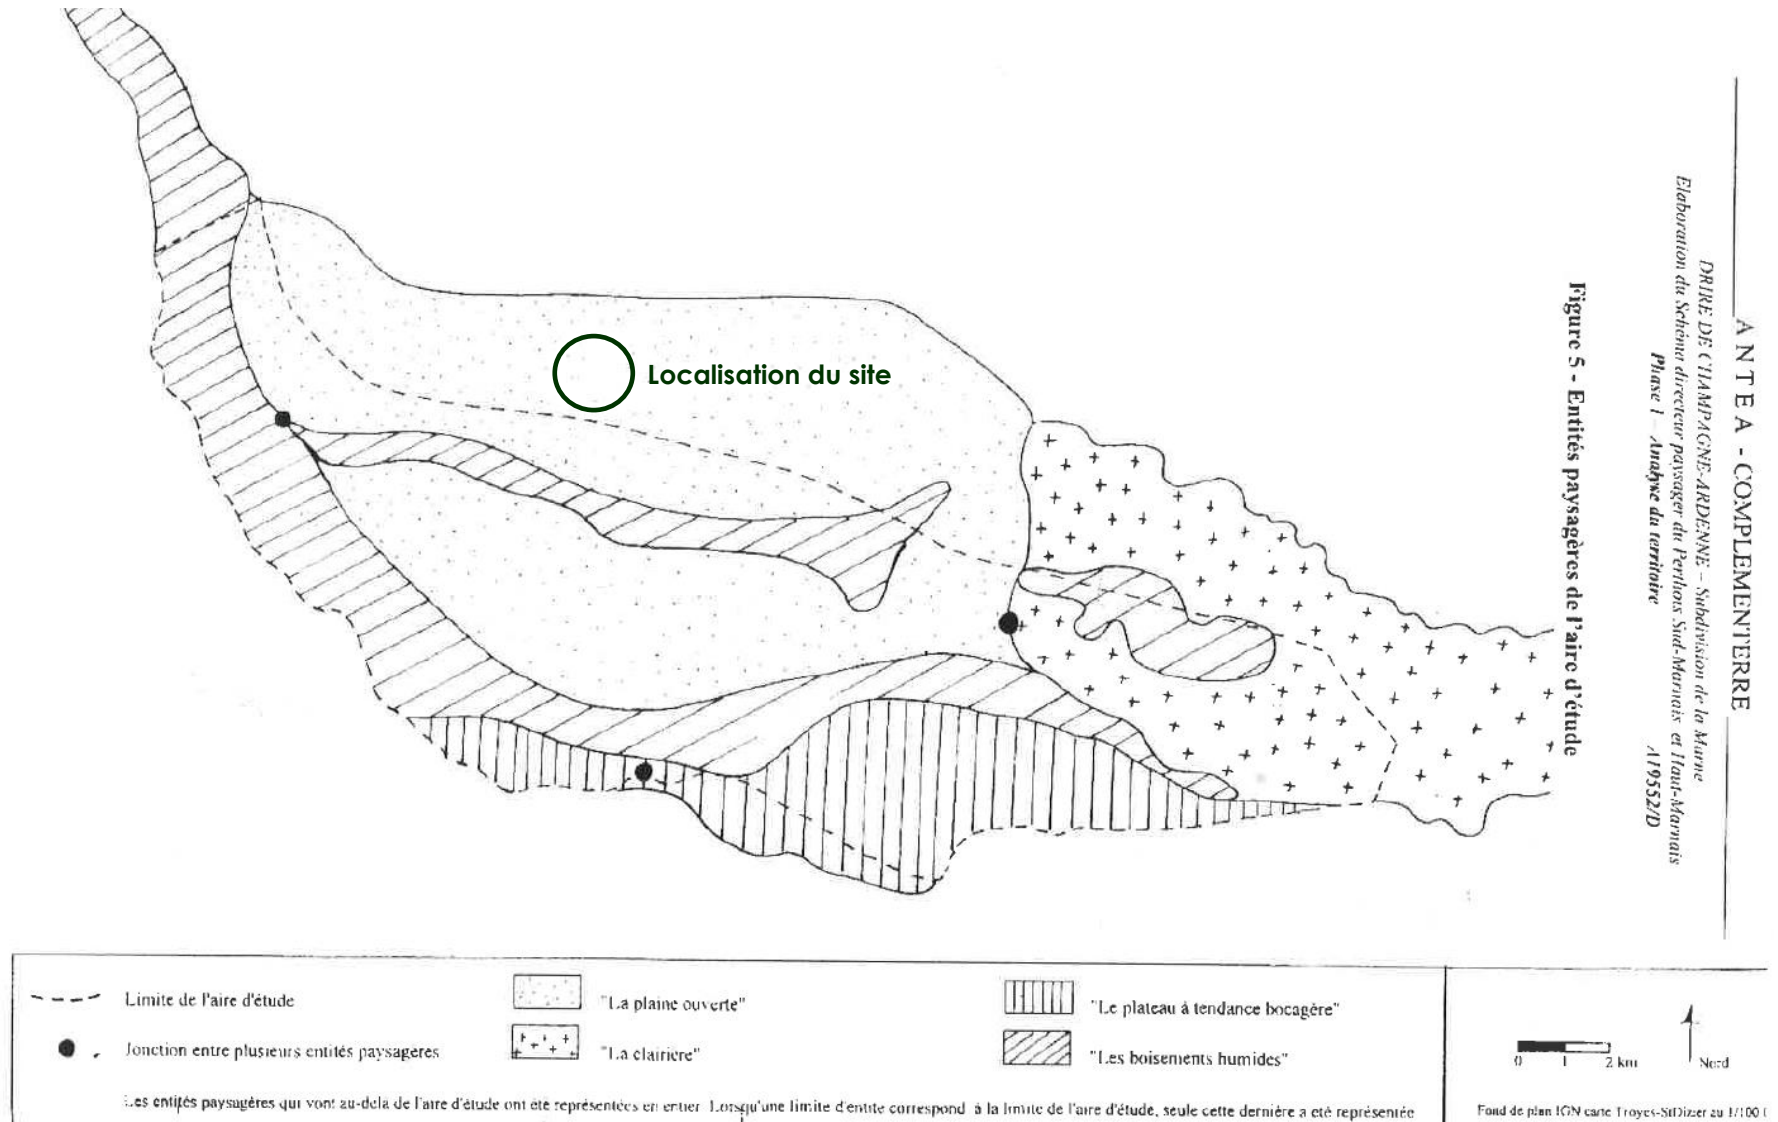 ANTEA - COMPLEMENTERRE
DRIRE DE CHAMPAGNE-ARDENNE - Subdivision de la Marne
Elaboration du Schéma directeur paysager du Perthois Sud-Marnais et Haut-Marnais
Phase 1 - Analyse du territoire
A19552/D
Figure 5 - Entités paysagères de l'aire d'étude
Localisation du site
Limite de l'aire d'étude
Jonction entre plusieurs entités paysagères
"La plaine ouverte"
"La clairière"
"Le plateau à tendance bocagère"
"Les boisements humides"
0 1 2 km
Nord
Les entités paysagères qui vont au-delà de l'aire d'étude ont été représentées en entier. Lorsqu'une limite d'entité correspond à la limite de l'aire d'étude, seule cette dernière a été représentée
Fond de plan IGN carte Troyes-StDizier au 1/100